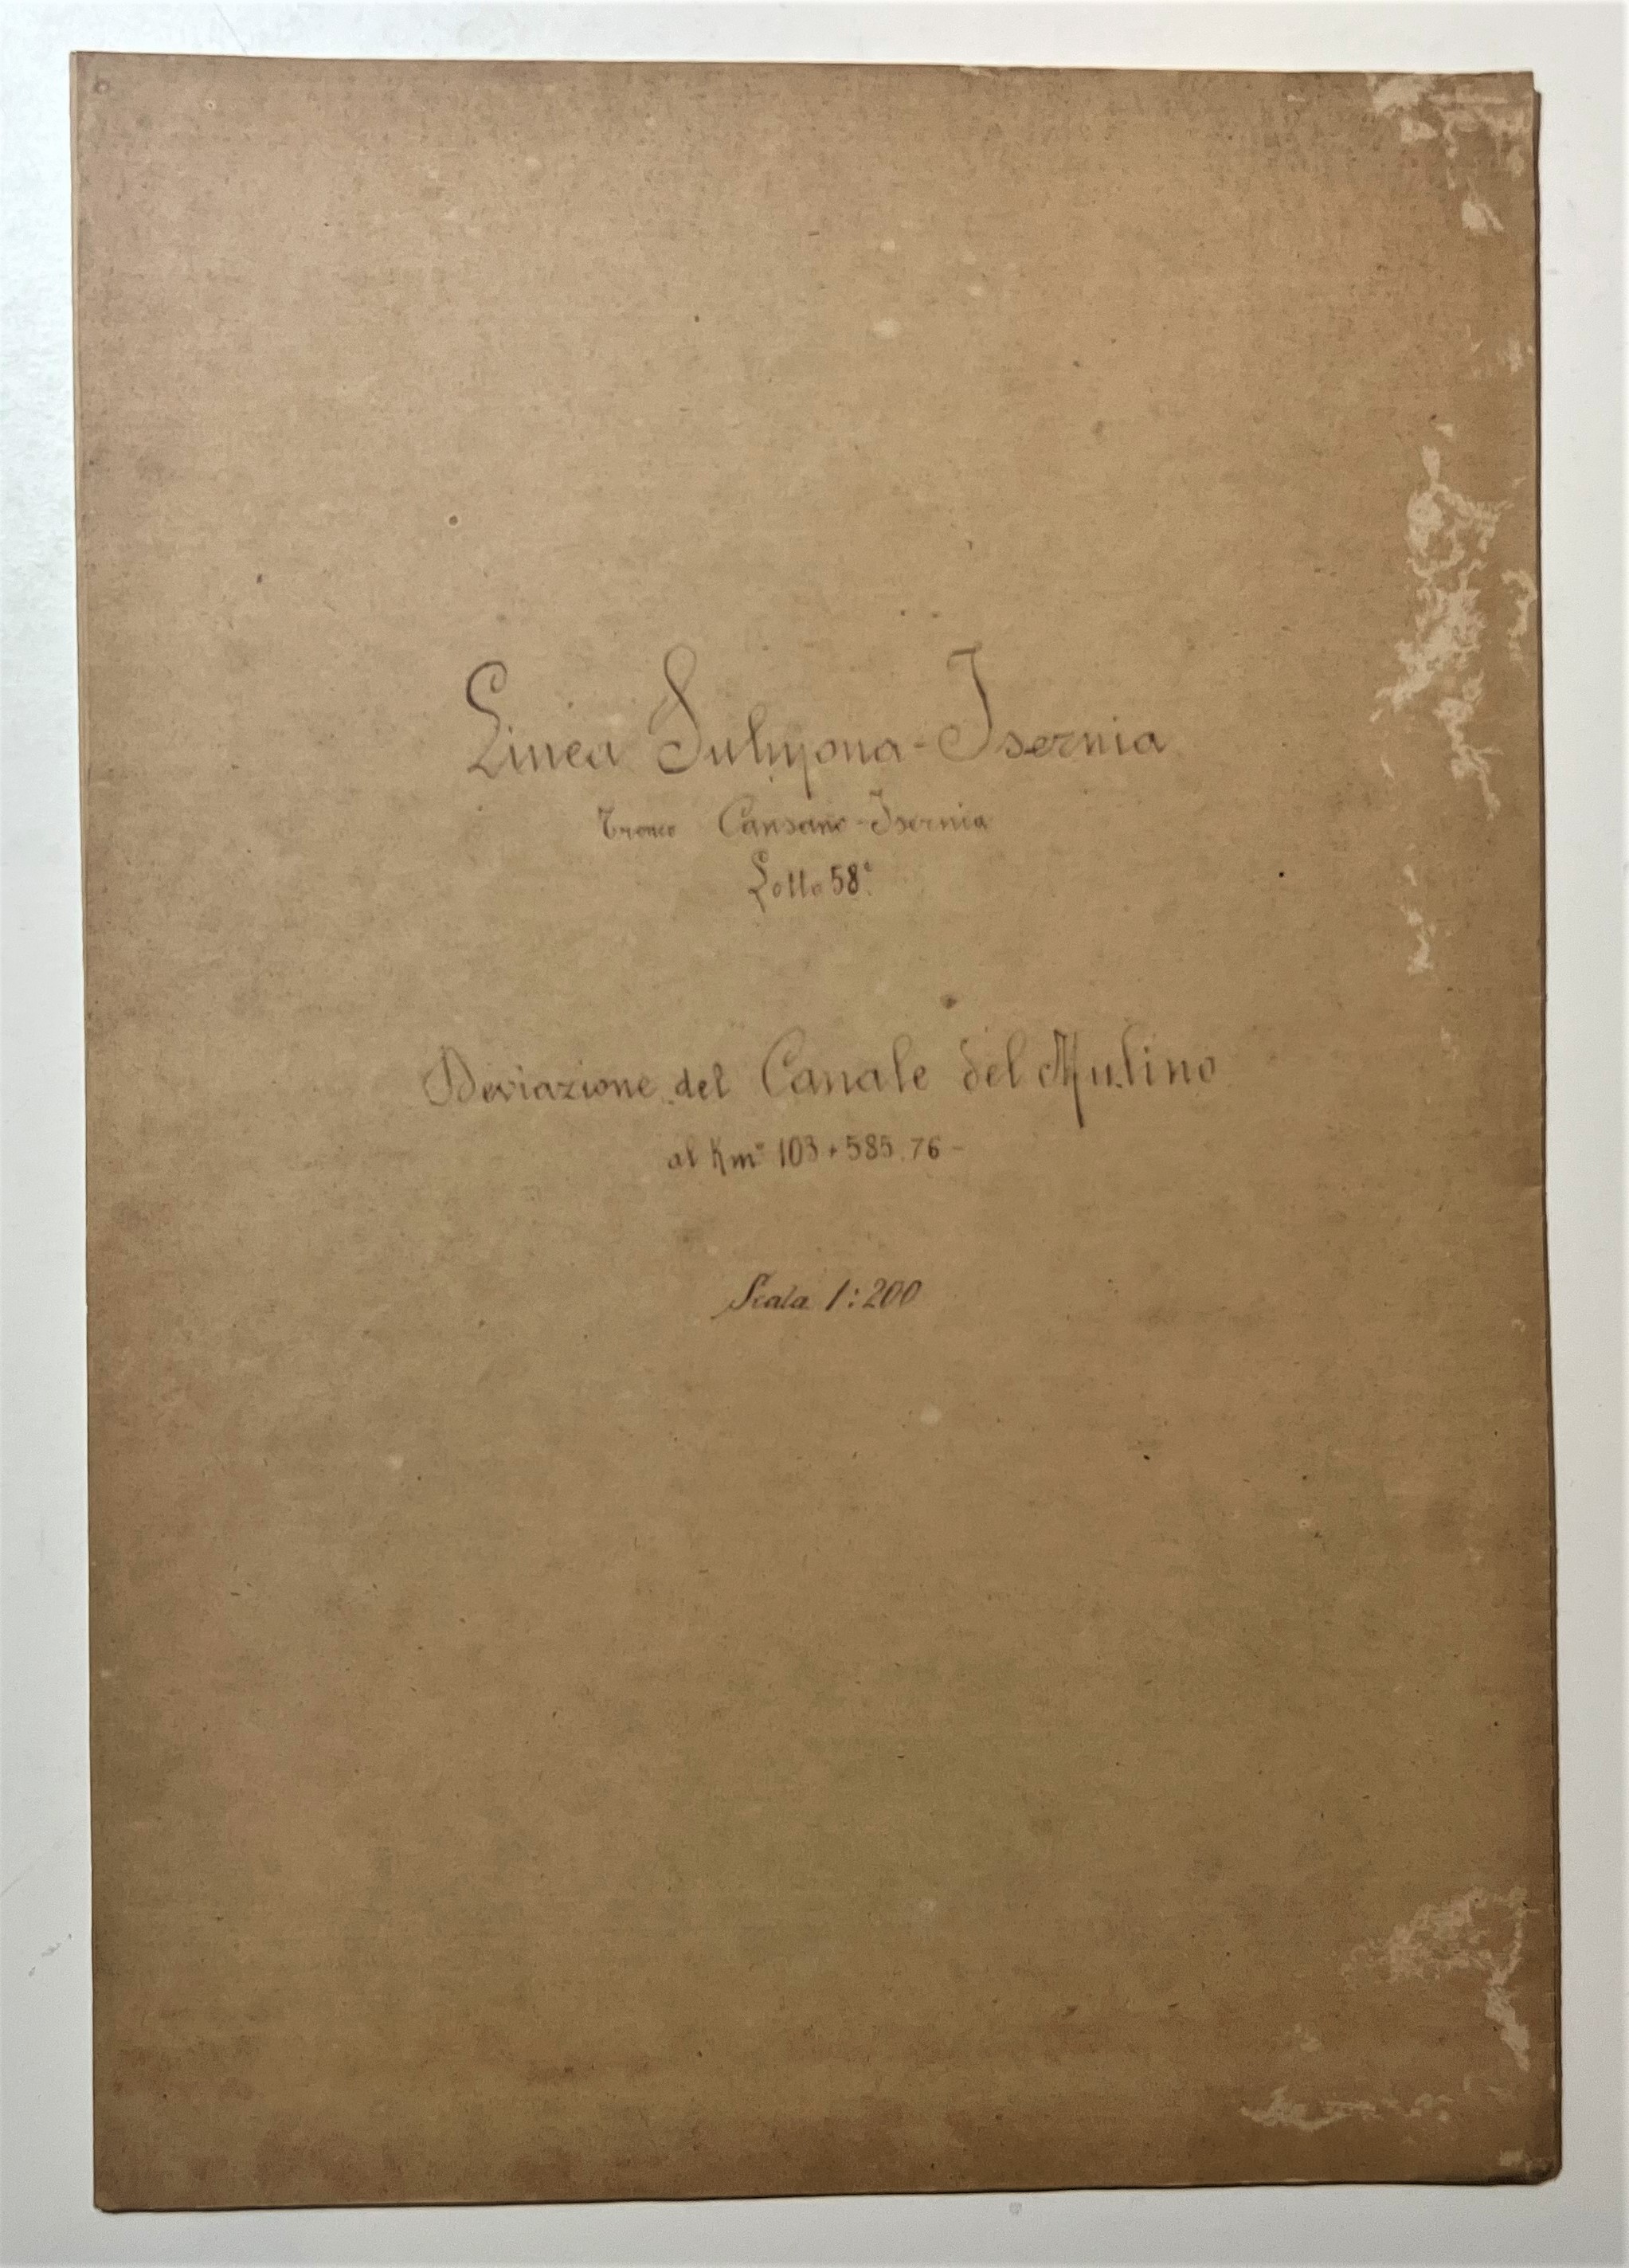 Linea Sulmona-Isernia
Tronco Cansano-Isernia
Lotto 58°
Deviazione del Canale del Mulino
al Km° 103+585.76-
Scala 1:200